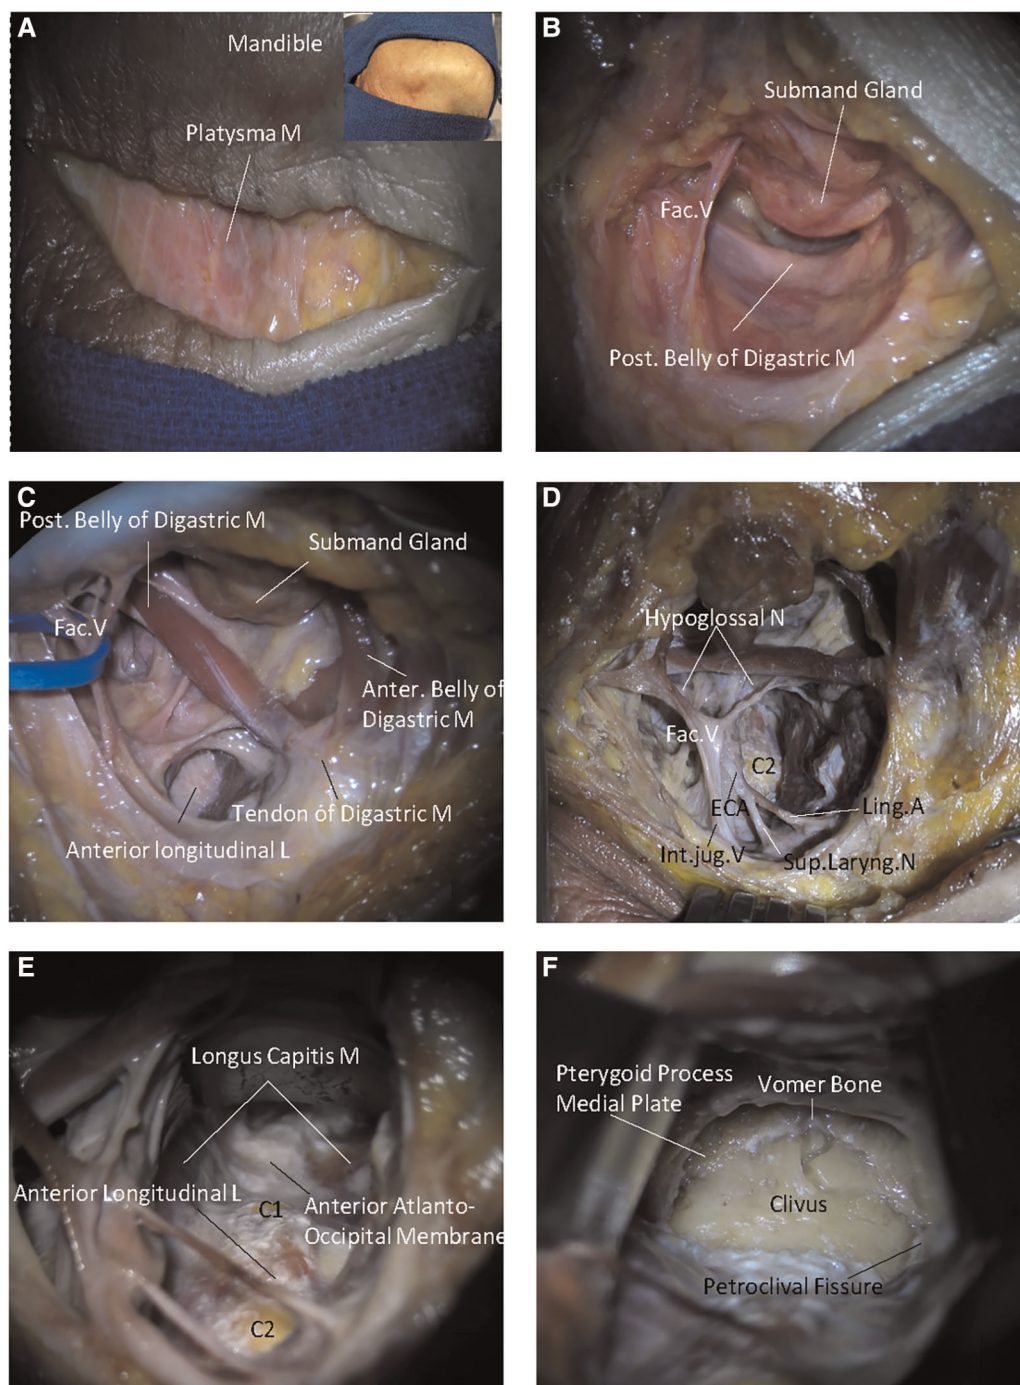 A
Mandible
Platysma M
B
Submand Gland
Fac.V
Post. Belly of Digastric M
C
Post. Belly of Digastric M
Submand Gland
Fac.V
Anter. Belly of
Digastric M
Tendon of Digastric M
Anterior longitudinal L
D
Hypoglossal N
Fac.V
C2
ECA
Ling.A
Int.jug.V
Sup.Laryng.N
E
Longus Capitis M
Anterior Longitudinal L
C1
Anterior Atlanto-
Occipital Membrane
C2
F
Pterygoid Process
Medial Plate
Vomer Bone
Clivus
Petroclival Fissure